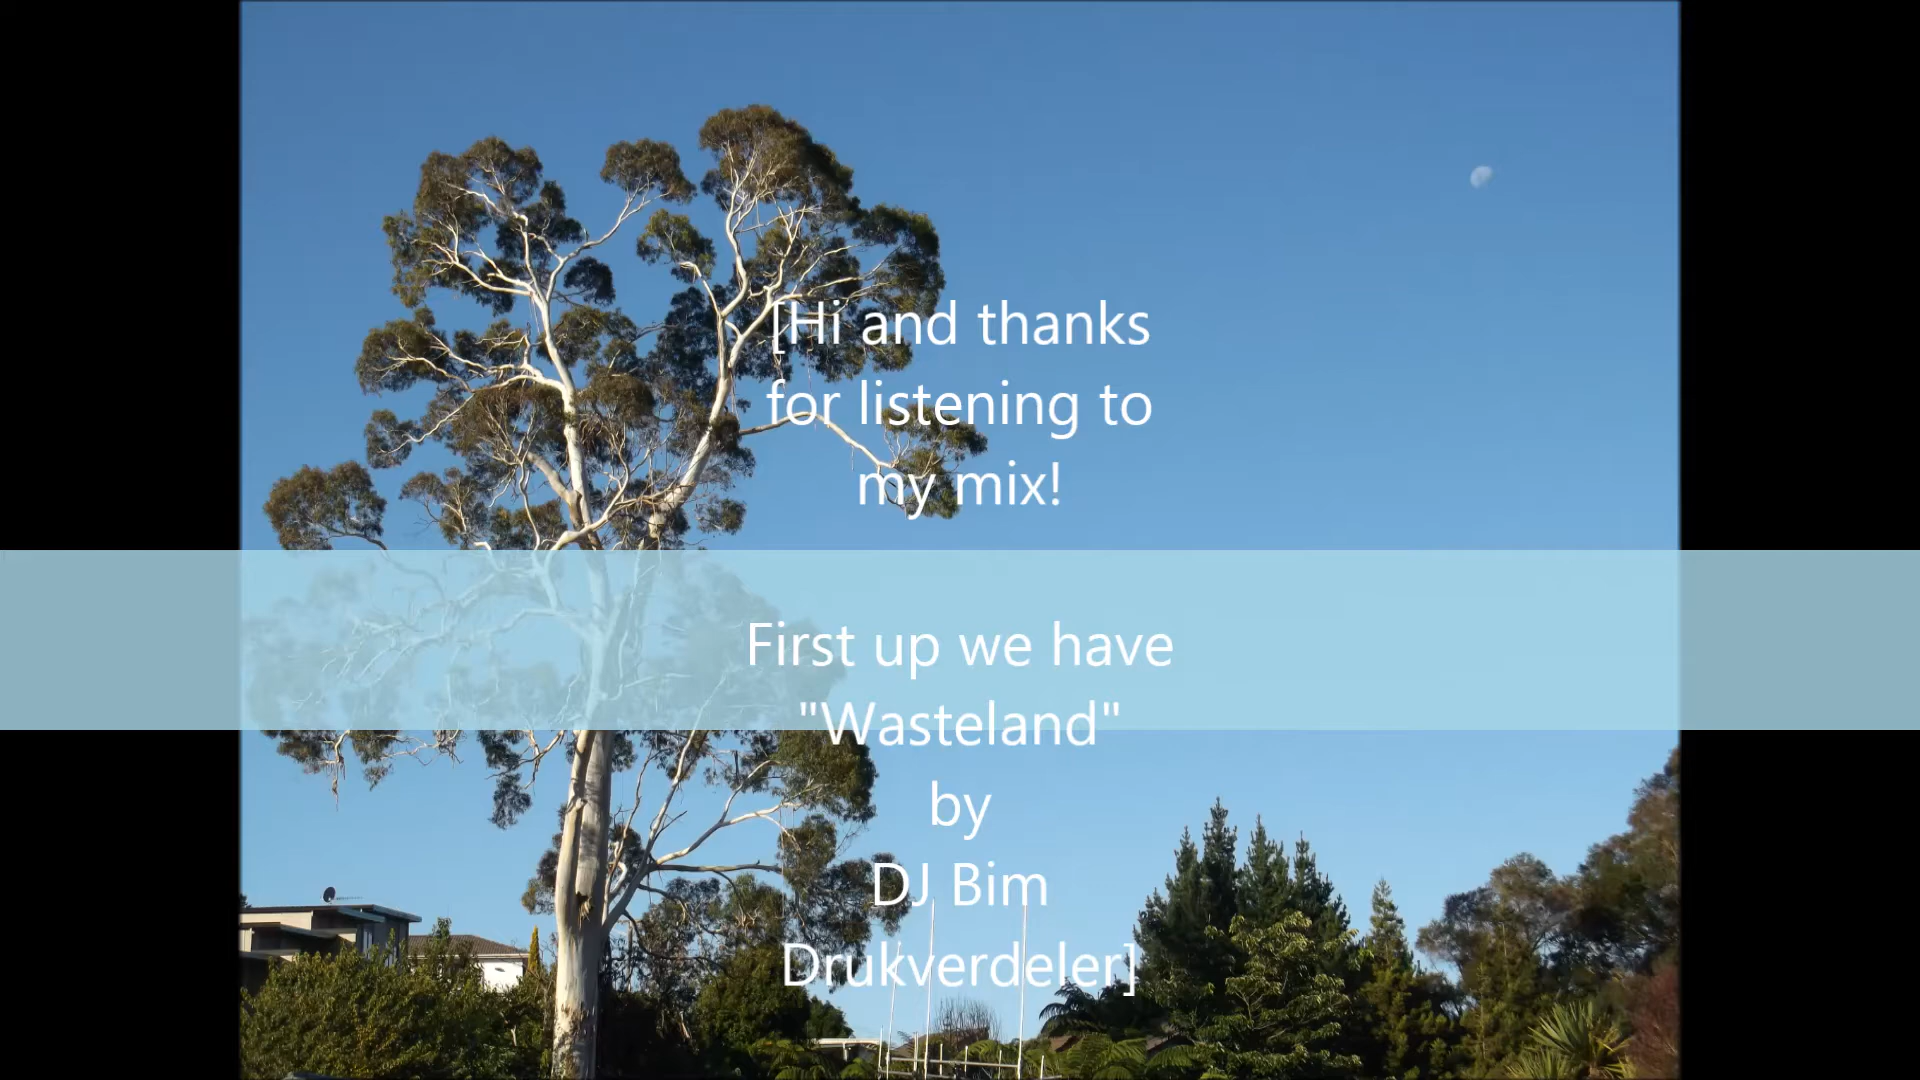 [Hi and thanks
for listening to
my mix!
First up we have
"Wasteland"
by
DJ Bim
Drukverdeler]